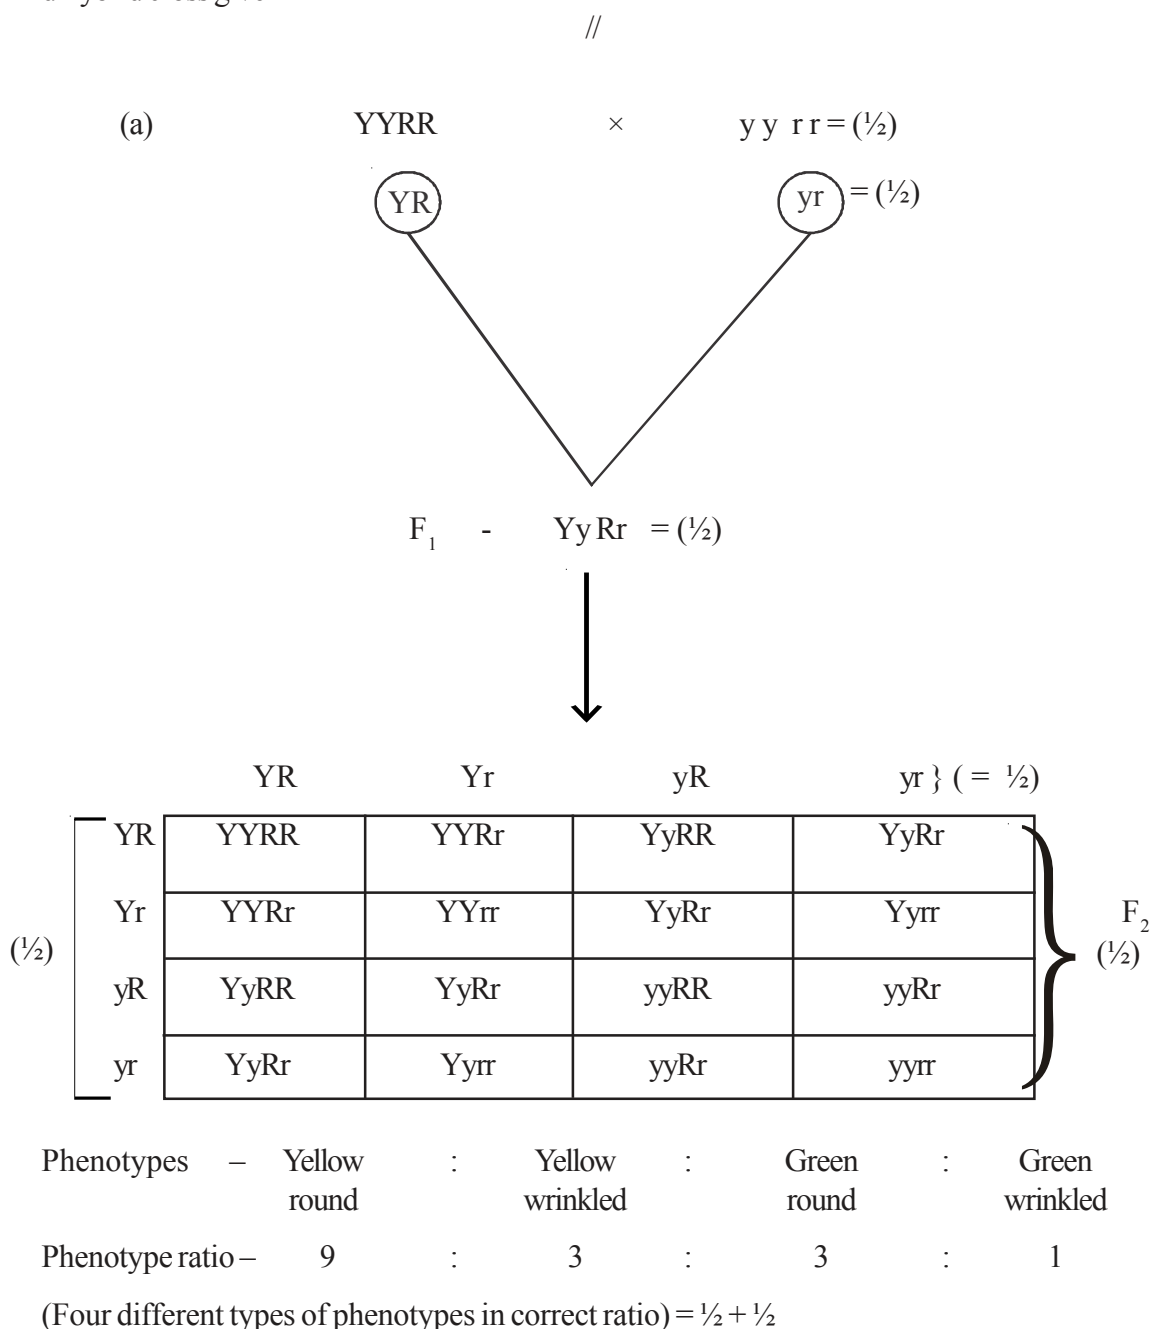 //
(a) YYRR × y y r r = (½)
YR yr = (½)
F₁ - Yy Rr = (½)
YR Yr yR yr } ( = ½)
YR YYRR YYRr YyRR YyRr
Yr YYRr YYrr YyRr Yyrr F₂
(½) (½)
yR YyRR YyRr yyRR yyRr
yr YyRr Yyrr yyRr yyrr
Phenotypes – Yellow : Yellow : Green : Green
round wrinkled round wrinkled
Phenotype ratio – 9 : 3 : 3 : 1
(Four different types of phenotypes in correct ratio) = ½ + ½